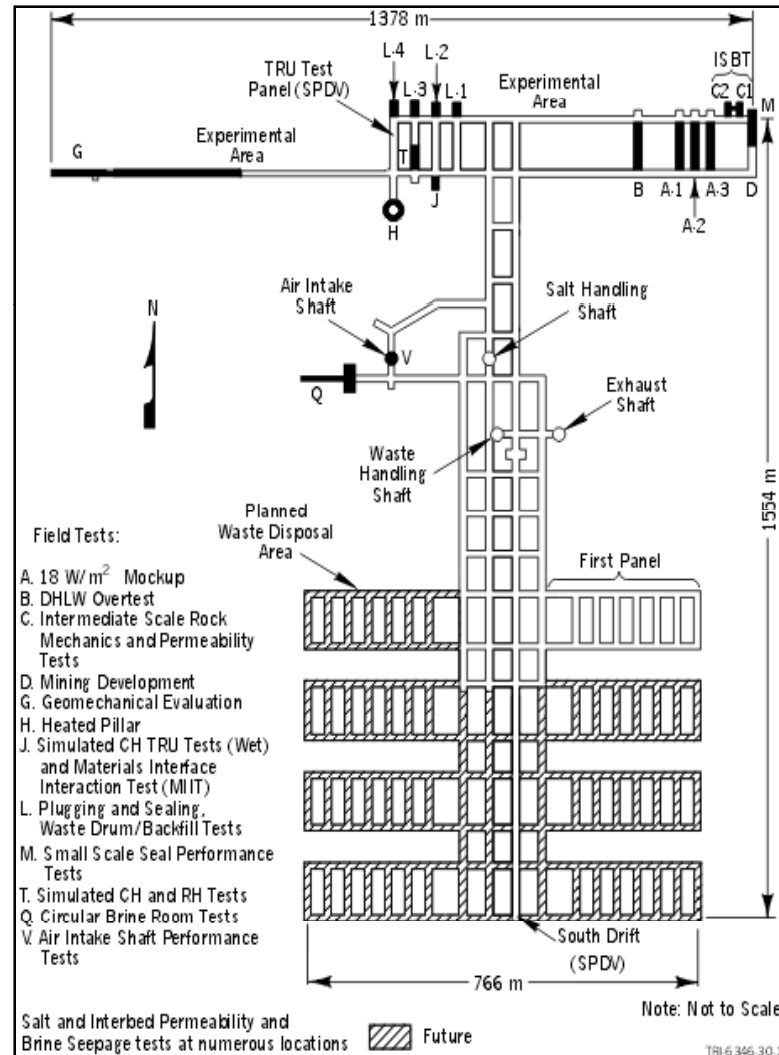 1378 m
L-4
L-2
ISBT
TRU Test
Panel (SPDV)
L-3
L-1
Experimental
Area
C2
C1
M
Experimental
Area
G
T
J
H
B
A-1
A-3
D
A-2
Air Intake
Shaft
Salt Handling
Shaft
N
V
Q
Exhaust
Shaft
Waste
Handling
Shaft
1554 m
Planned
Waste Disposal
Area
First Panel
Field Tests:
A. 18 W/m² Mockup
B. DHLW Overtest
C. Intermediate Scale Rock
Mechanics and Permeability
Tests
D. Mining Development
G. Geomechanical Evaluation
H. Heated Pillar
J. Simulated CH TRU Tests (Wet)
and Materials Interface
Interaction Test (MIIT)
L. Plugging and Sealing,
Waste Drum/Backfill Tests
M. Small Scale Seal Performance
Tests
T. Simulated CH and RH Tests
Q. Circular Brine Room Tests
V. Air Intake Shaft Performance
Tests
South Drift
(SPDV)
766 m
Note: Not to Scale
Salt and Interbed Permeability and
Brine Seepage tests at numerous locations
Future